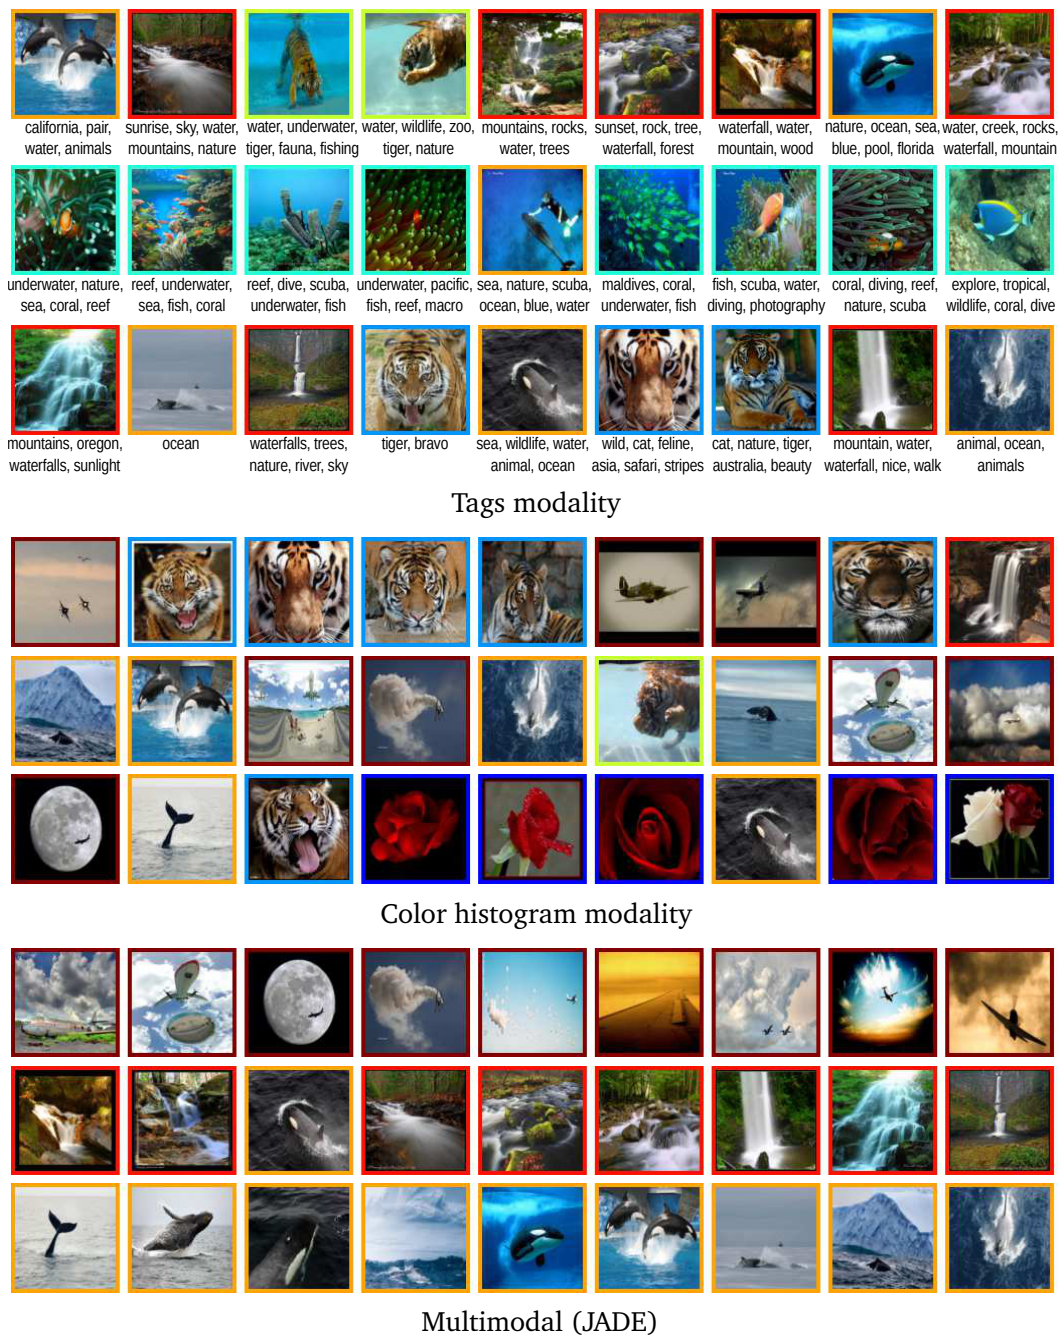 california, pair,
water, animals
sunrise, sky, water,
mountains, nature
water, underwater,
tiger, fauna, fishing
water, wildlife, zoo,
tiger, nature
mountains, rocks,
water, trees
sunset, rock, tree,
waterfall, forest
waterfall, water,
mountain, wood
nature, ocean, sea,
blue, pool, florida
water, creek, rocks,
waterfall, mountain
underwater, nature,
sea, coral, reef
reef, underwater,
sea, fish, coral
reef, dive, scuba,
underwater, fish
underwater, pacific,
fish, reef, macro
sea, nature, scuba,
ocean, blue, water
maldives, coral,
underwater, fish
fish, scuba, water,
diving, photography
coral, diving, reef,
nature, scuba
explore, tropical,
wildlife, coral, dive
mountains, oregon,
waterfalls, sunlight
ocean
waterfalls, trees,
nature, river, sky
tiger, bravo
sea, wildlife, water,
animal, ocean
wild, cat, feline,
asia, safari, stripes
cat, nature, tiger,
australia, beauty
mountain, water,
waterfall, nice, walk
animal, ocean,
animals
Tags modality
Color histogram modality
Multimodal (JADE)